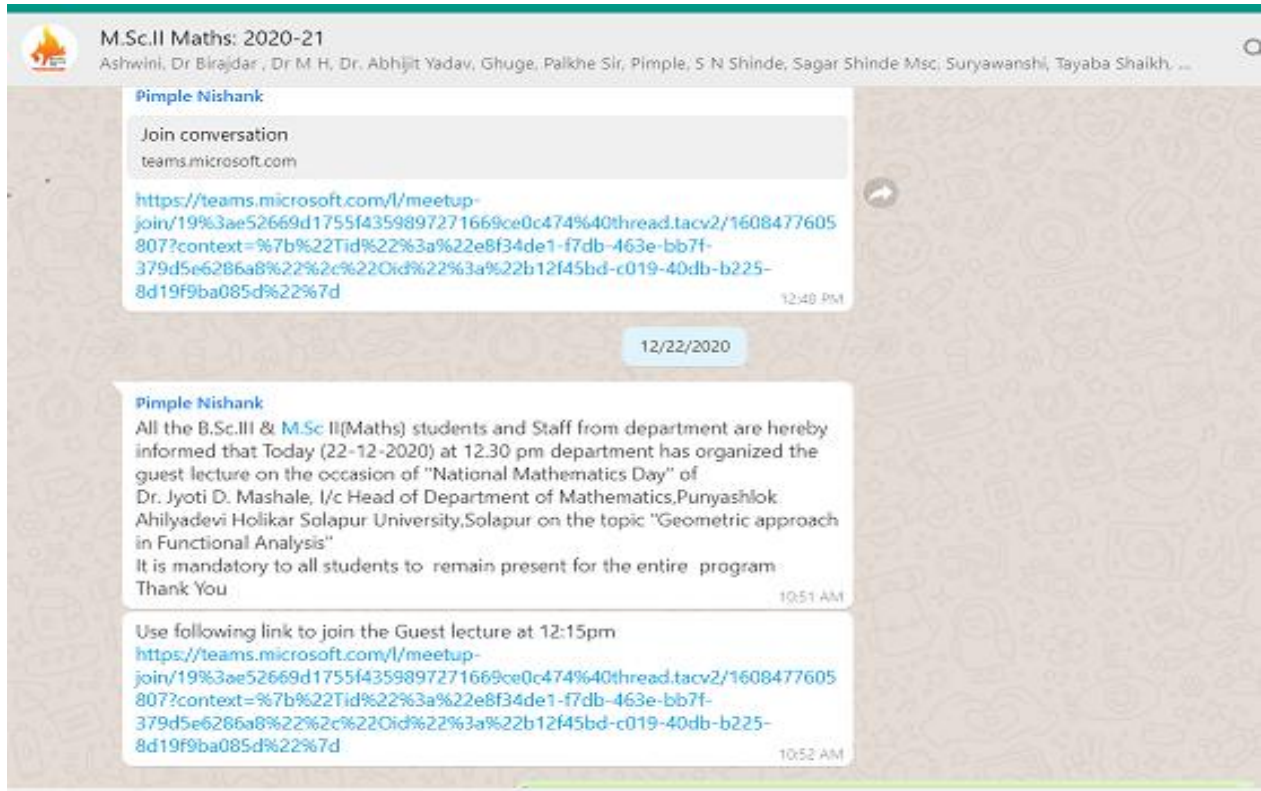 M.Sc.II Maths: 2020-21
Ashwini, Dr Birajdar , Dr M H, Dr. Abhijit Yadav, Ghuge, Palkhe Sir, Pimple, S N Shinde, Sagar Shinde Msc, Suryawanshi, Tayaba Shaikh, ...
Pimple Nishank
Join conversation
teams.microsoft.com
https://teams.microsoft.com/l/meetup-
join/19%3ae52669d1755f4359897271669ce0c474%40thread.tacv2/1608477605
807?context=%7b%22Tid%22%3a%22e8f34de1-f7db-463e-bb7f-
379d5e6286a8%22%2c%22Oid%22%3a%22b12f45bd-c019-40db-b225-
8d19f9ba085d%22%7d
12:48 PM
12/22/2020
Pimple Nishank
All the B.Sc.III & M.Sc II(Maths) students and Staff from department are hereby
informed that Today (22-12-2020) at 12.30 pm department has organized the
guest lecture on the occasion of "National Mathematics Day" of
Dr. Jyoti D. Mashale, I/c Head of Department of Mathematics,Punyashlok
Ahilyadevi Holikar Solapur University,Solapur on the topic "Geometric approach
in Functional Analysis"
It is mandatory to all students to remain present for the entire program
Thank You
10:51 AM
Use following link to join the Guest lecture at 12:15pm
https://teams.microsoft.com/l/meetup-
join/19%3ae52669d1755f4359897271669ce0c474%40thread.tacv2/1608477605
807?context=%7b%22Tid%22%3a%22e8f34de1-f7db-463e-bb7f-
379d5e6286a8%22%2c%22Oid%22%3a%22b12f45bd-c019-40db-b225-
8d19f9ba085d%22%7d
10:52 AM